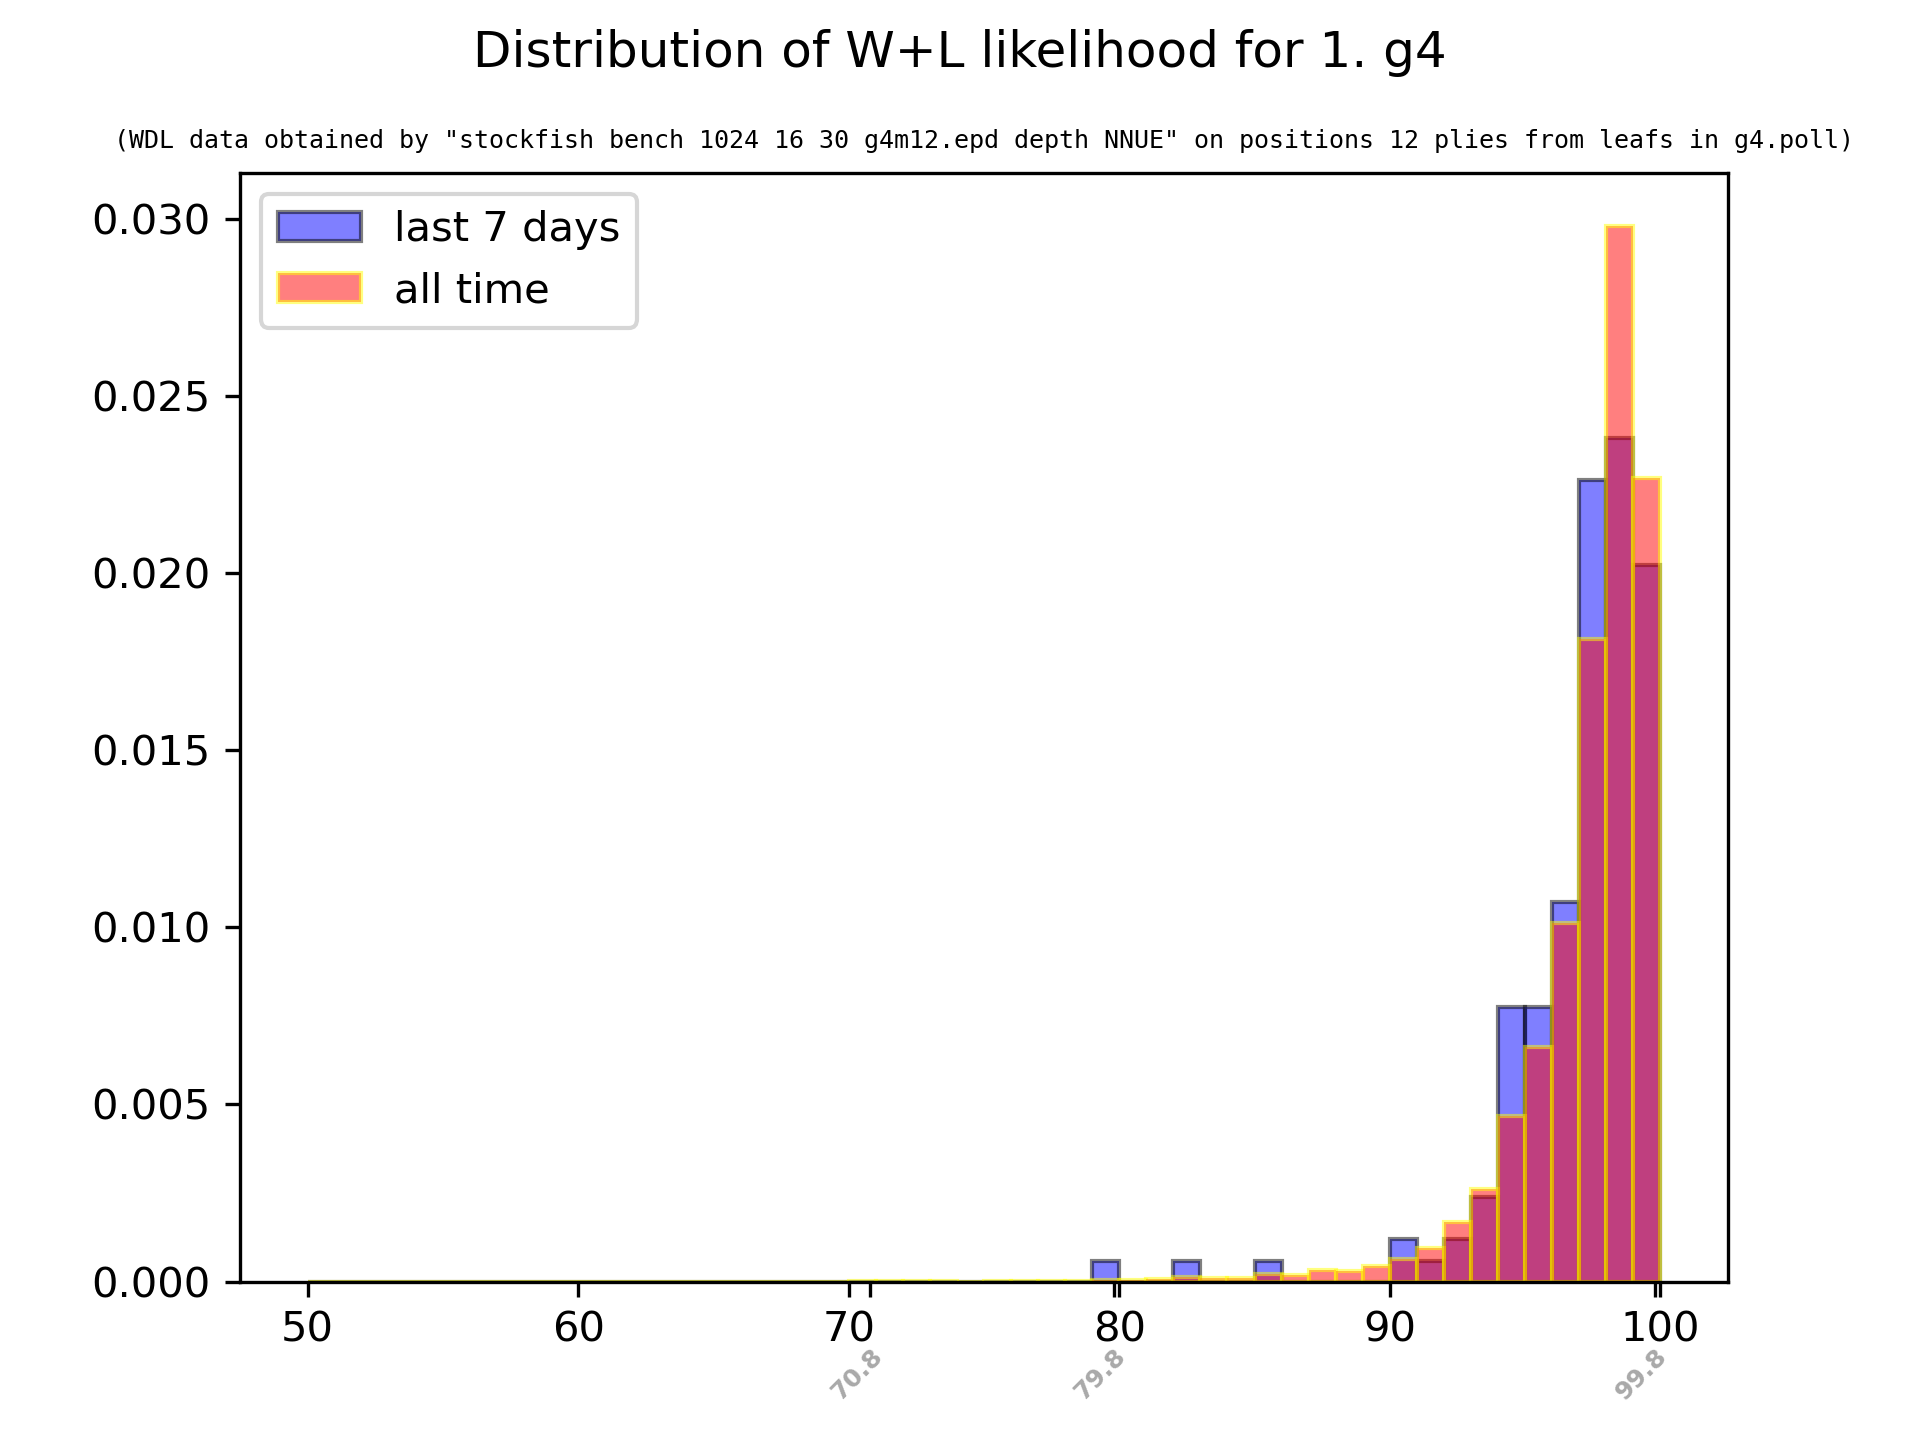 Distribution of W+L likelihood for 1. g4
(WDL data obtained by "stockfish bench 1024 16 30 g4m12.epd depth NNUE" on positions 12 plies from leafs in g4.poll)
last 7 days
all time
0.030
0.025
0.020
0.015
0.010
0.005
0.000
50 60 70 80 90 100
70.8 79.8 99.8